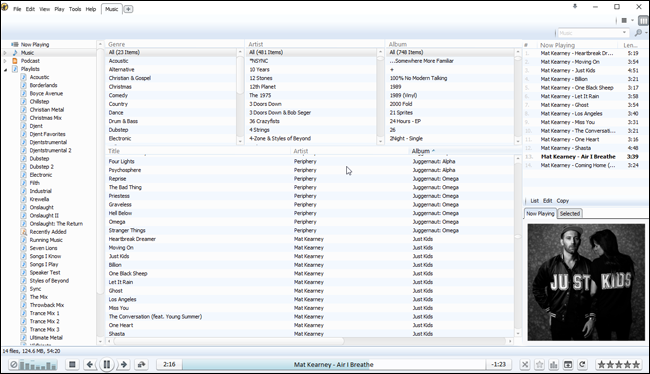 File Edit View Play Tools Help Music
Music
Now Playing
Music
Podcast
Playlists
Acoustic
Borderlands
Boyce Avenue
Chillstep
Christian Metal
Christmas Mix
Djent
Djent Favorites
Djentstrumental
Djentstrumental 2
Dubstep
Dubstep 2
Electronic
Filth
Industrial
Krewella
Onslaught
Onslaught II
Onslaught: The Return
Recently Added
Running Music
Seven Lions
Songs I Know
Songs I Play
Speaker Test
Styles of Beyond
Sync
The Mix
Throwback Mix
Trance Mix 1
Trance Mix 2
Trance Mix 3
Ultimate Metal
Genre
All (23 Items)
Acoustic
Alternative
Christian & Gospel
Christmas
Comedy
Country
Dance
Drum & Bass
Dubstep
Electronic
Artist
All (481 Items)
*NSYNC
10 Years
12 Stones
12th Planet
The 1975
3 Doors Down
3 Doors Down & Bob Seger
36 Crazyfists
4 Strings
4-Zone & Styles of Beyond
Album
All (748 Items)
...Somewhere More Familiar
+
100% No Modern Talking
1989
1989 (Vinyl)
2000 Fold
21 Sprites
24 Hours - EP
26
2Night - Single
Title Artist Album
Four Lights Periphery Juggernaut: Alpha
Psychosphere Periphery Juggernaut: Alpha
Reprise Periphery Juggernaut: Omega
The Bad Thing Periphery Juggernaut: Omega
Priestess Periphery Juggernaut: Omega
Graveless Periphery Juggernaut: Omega
Hell Below Periphery Juggernaut: Omega
Omega Periphery Juggernaut: Omega
Stranger Things Periphery Juggernaut: Omega
Heartbreak Dreamer Mat Kearney Just Kids
Moving On Mat Kearney Just Kids
Just Kids Mat Kearney Just Kids
Billion Mat Kearney Just Kids
One Black Sheep Mat Kearney Just Kids
Let It Rain Mat Kearney Just Kids
Ghost Mat Kearney Just Kids
Los Angeles Mat Kearney Just Kids
Miss You Mat Kearney Just Kids
The Conversation (feat. Young Summer) Mat Kearney Just Kids
One Heart Mat Kearney Just Kids
Shasta Mat Kearney Just Kids
# Now Playing Len...
Mat Kearney - Heartbreak Dr... 5:19
Mat Kearney - Moving On 3:54
Mat Kearney - Just Kids 4:51
Mat Kearney - Billion 3:21
Mat Kearney - One Black Sheep 3:17
Mat Kearney - Let It Rain 3:58
Mat Kearney - Ghost 3:54
Mat Kearney - Los Angeles 3:40
Mat Kearney - Miss You 3:31
Mat Kearney - The Conversati... 3:21
Mat Kearney - One Heart 3:16
Mat Kearney - Shasta 4:48
Mat Kearney - Air I Breathe 3:39
Mat Kearney - Coming Home (... 3:24
List Edit Copy
Now Playing Selected
JUST KIDS
14 files, 124.6 MB, 54:20
2:16 Mat Kearney - Air I Breathe -1:23